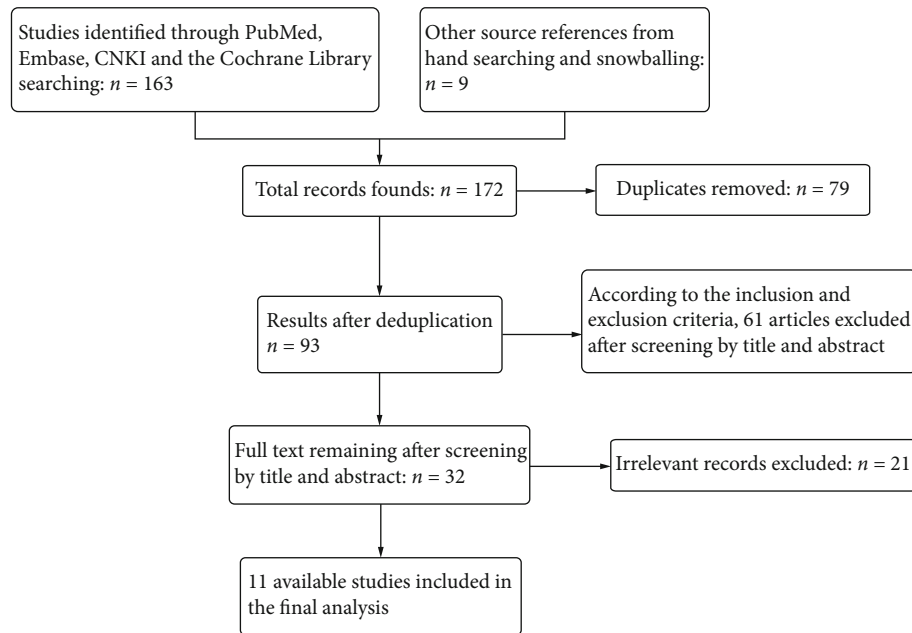 Studies identified through PubMed,
Embase, CNKI and the Cochrane Library
searching: n = 163
Other source references from
hand searching and snowballing:
n = 9
Total records founds: n = 172
Duplicates removed: n = 79
Results after deduplication
n = 93
According to the inclusion and
exclusion criteria, 61 articles excluded
after screening by title and abstract
Full text remaining after screening
by title and abstract: n = 32
Irrelevant records excluded: n = 21
11 available studies included in
the final analysis